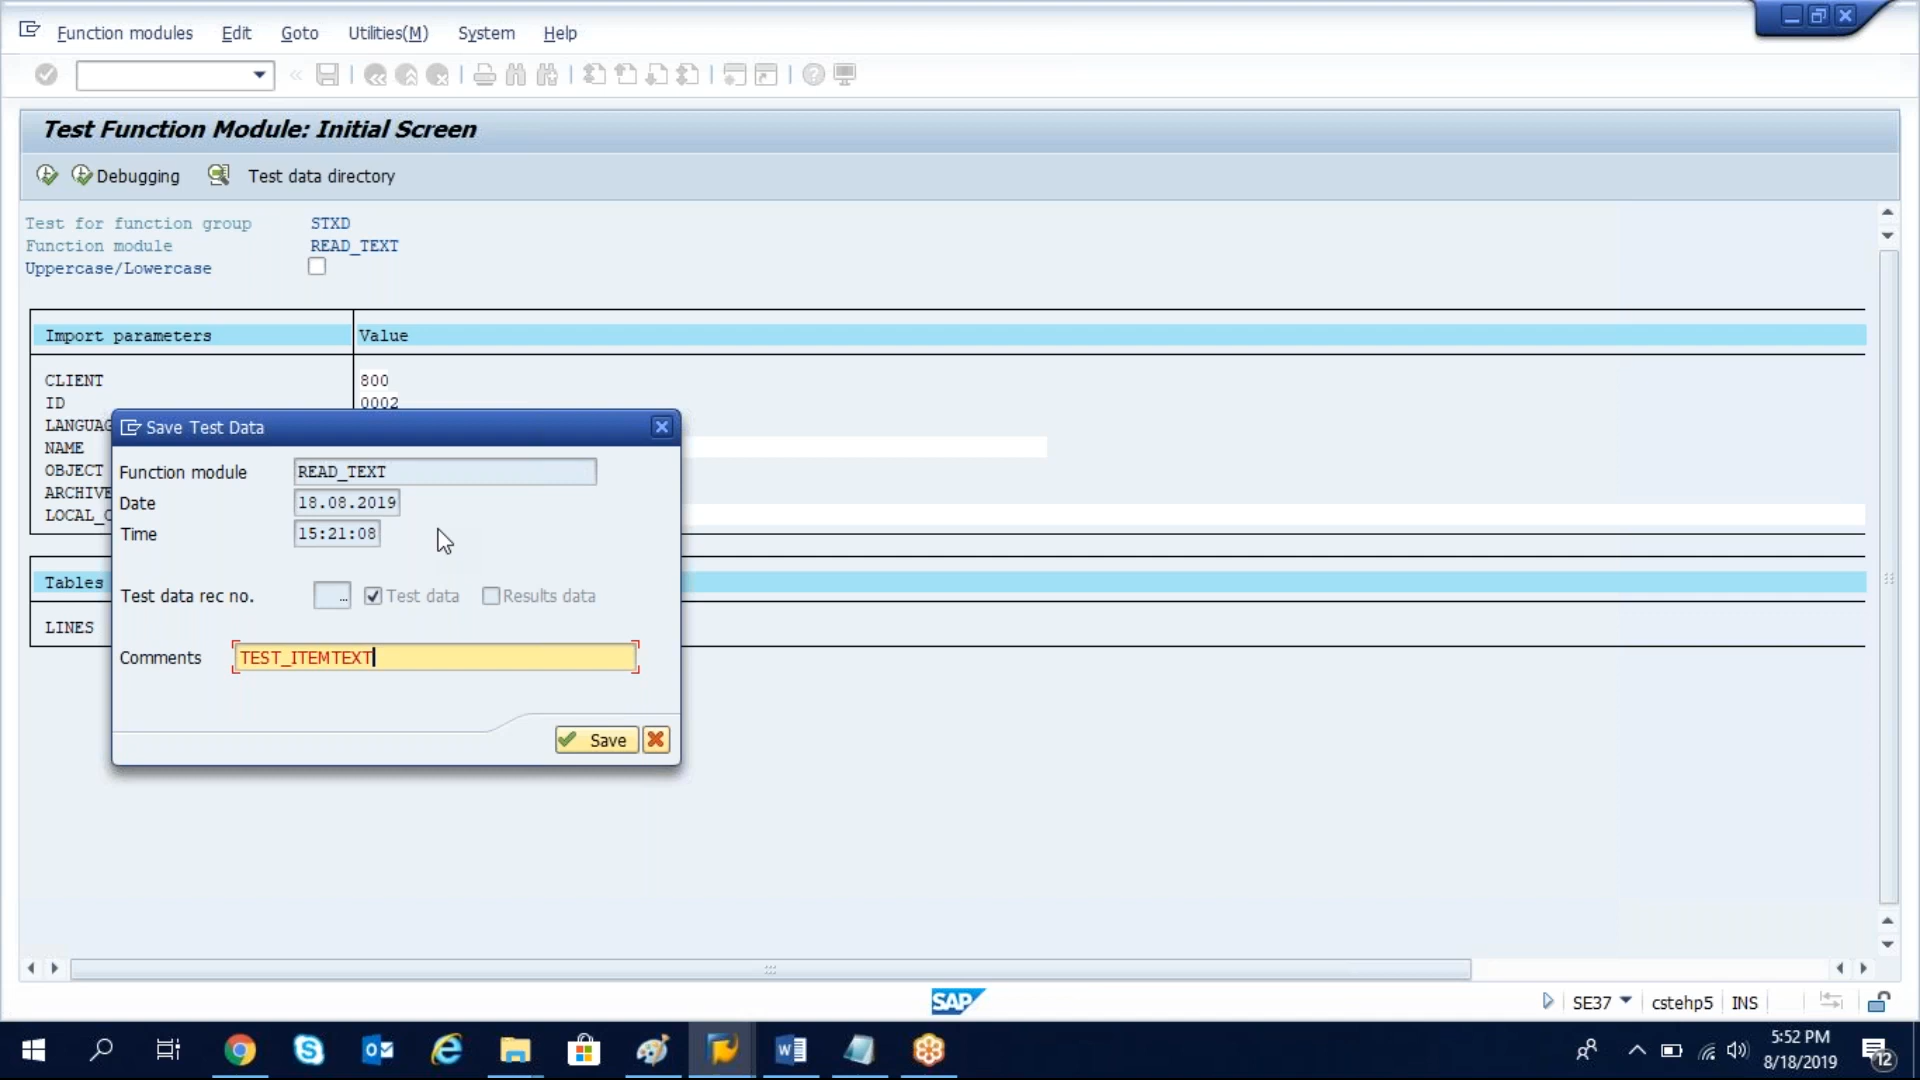 Function modules Edit Goto Utilities(M) System Help
Test Function Module: Initial Screen
Debugging Test data directory
Test for function group STXD
Function module READ_TEXT
Uppercase/Lowercase
Import parameters Value
CLIENT 800
ID 0002
LANGUAG
NAME
OBJECT
ARCHIVE
LOCAL_C
Save Test Data
Function module READ_TEXT
Date 18.08.2019
Time 15:21:08
Test data rec no. … Test data Results data
Comments TEST_ITEMTEXT
Save
Tables
LINES
SAP
SE37 cstehp5 INS
5:52 PM
8/18/2019
12